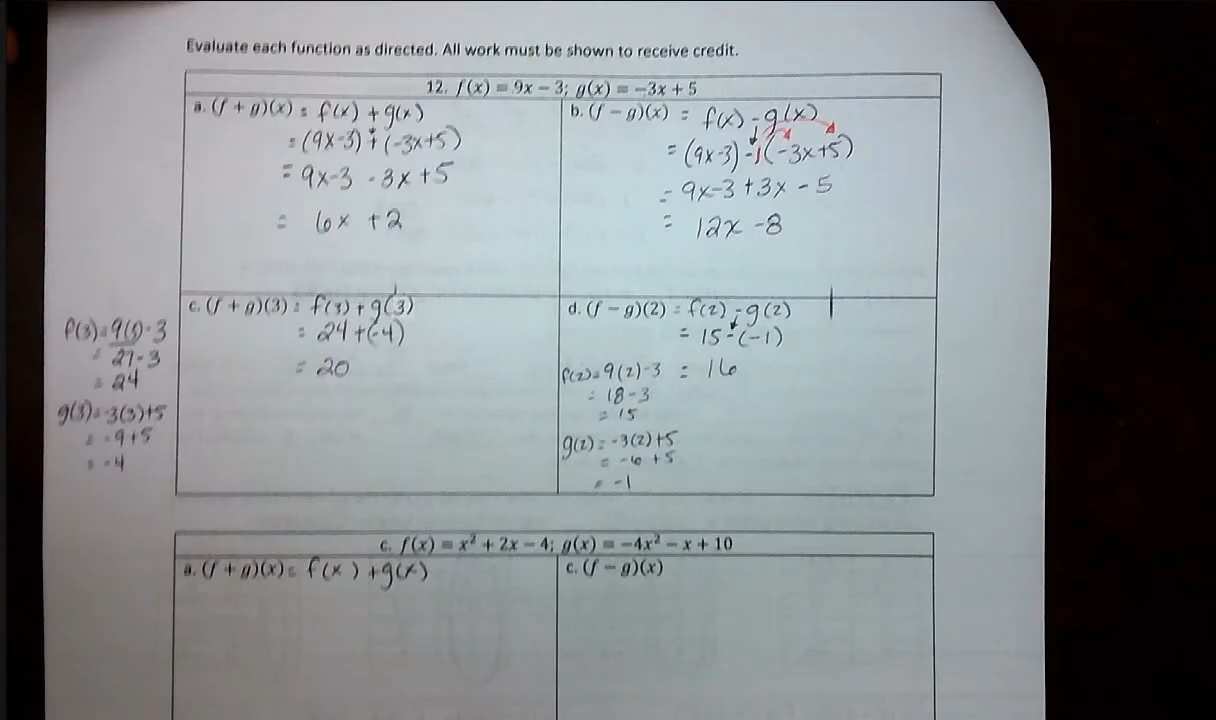 Evaluate each function as directed. All work must be shown to receive credit.
12. f(x) = 9x − 3; g(x) = −3x + 5
a. (f + g)(x) = f(x) + g(x)
= (9x-3) + (-3x+5)
= 9x-3 -3x+5
= 6x +2
b. (f − g)(x) = f(x) - g(x)
= (9x-3) -1(-3x+5)
= 9x-3+3x-5
= 12x -8
c. (f + g)(3) = f(3) + g(3)
= 24+(-4)
= 20
f(3)=9(3)-3
= 27-3
= 24
g(3)=-3(3)+5
= -9+5
= -4
d. (f − g)(2) = f(2) - g(2)
= 15-(-1)
= 16
f(2)=9(2)-3
= 18-3
= 15
g(2)=-3(2)+5
= -6+5
= -1
c. f(x) = x² + 2x − 4; g(x) = −4x² − x + 10
a. (f + g)(x) = f(x) + g(x)
c. (f − g)(x)